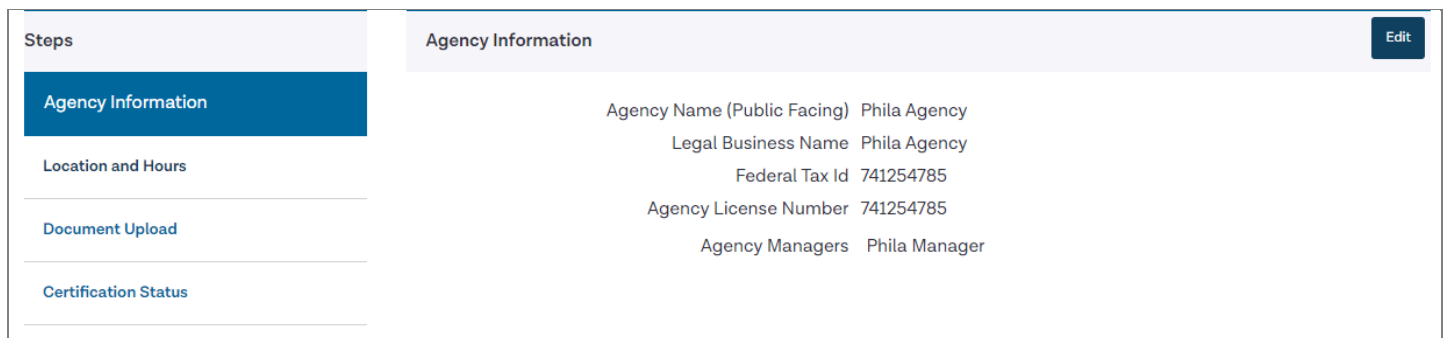 Steps
Agency Information
Location and Hours
Document Upload
Certification Status
Agency Information
Edit
Agency Name (Public Facing) Phila Agency
Legal Business Name Phila Agency
Federal Tax Id 741254785
Agency License Number 741254785
Agency Managers Phila Manager